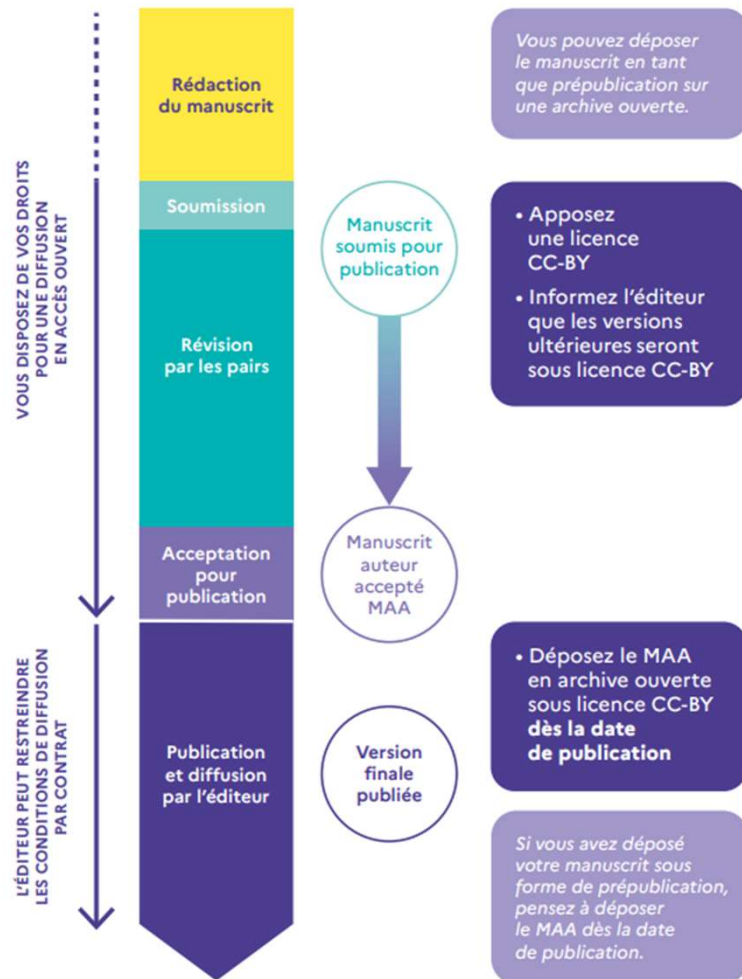 Rédaction
du manuscrit
Vous pouvez déposer
le manuscrit en tant
que prépublication sur
une archive ouverte.
VOUS DISPOSEZ DE VOS DROITS
POUR UNE DIFFUSION
EN ACCÈS OUVERT
Soumission
Manuscrit
soumis pour
publication
• Apposez
une licence
CC-BY
• Informez l'éditeur
que les versions
ultérieures seront
sous licence CC-BY
Révision
par les pairs
Acceptation
pour
publication
Manuscrit
auteur
accepté
MAA
L'ÉDITEUR PEUT RESTREINDRE
LES CONDITIONS DE DIFFUSION
PAR CONTRAT
Publication
et diffusion
par l'éditeur
Version
finale
publiée
• Déposez le MAA
en archive ouverte
sous licence CC-BY
dès la date
de publication
Si vous avez déposé
votre manuscrit sous
forme de prépublication,
pensez à déposer
le MAA dès la date
de publication.